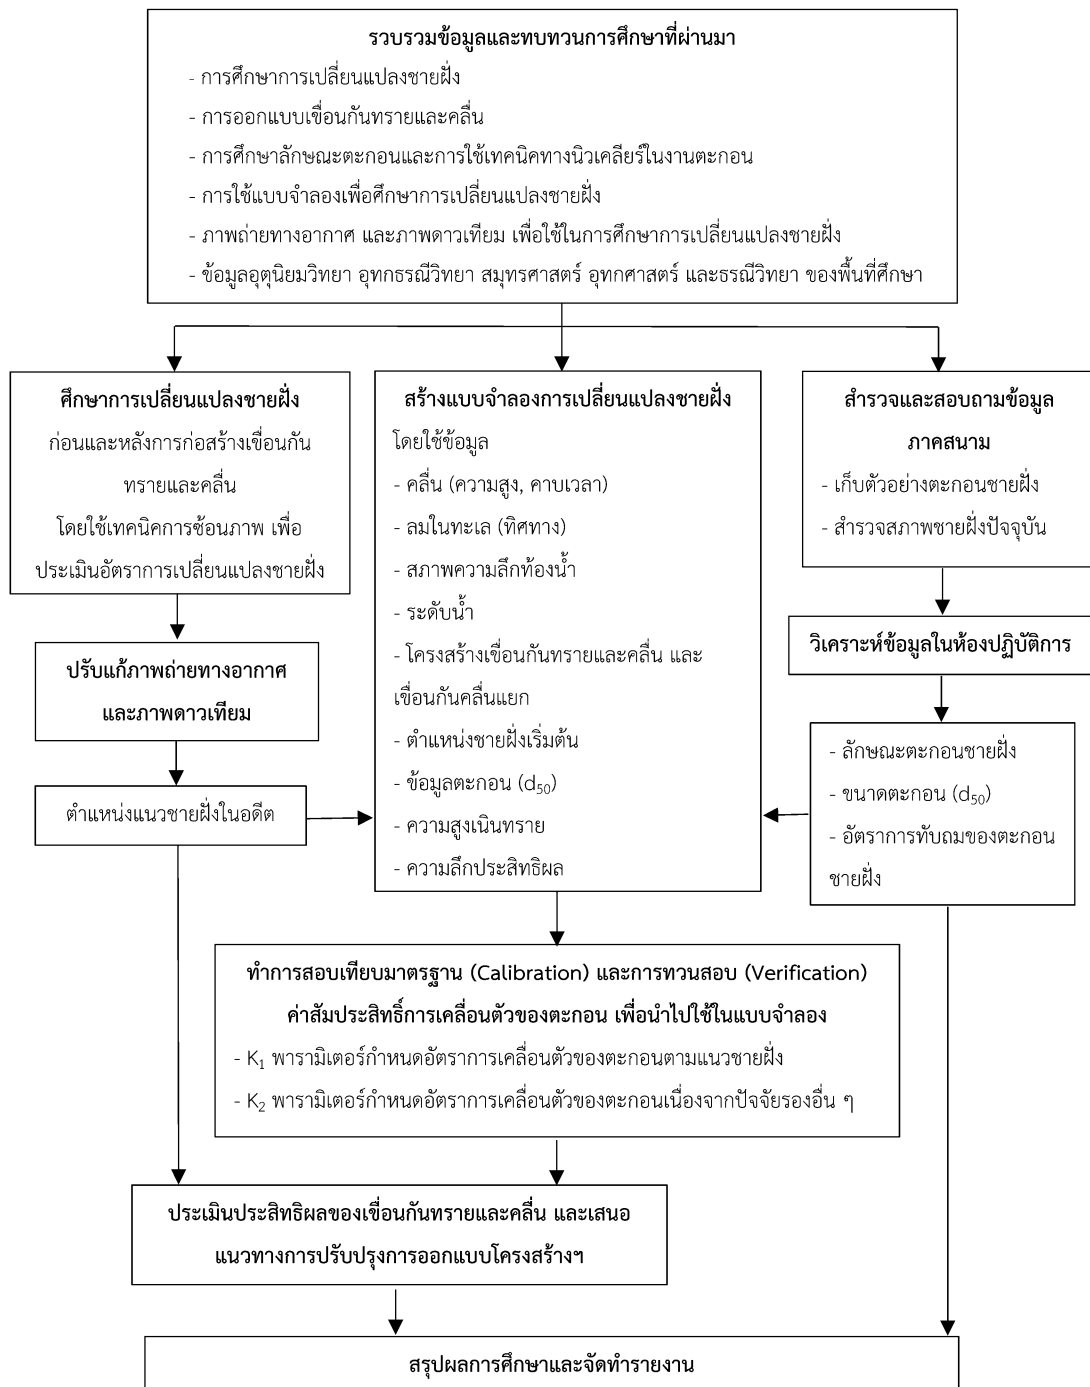 รวบรวมข้อมูลและทบทวนการศึกษาที่ผ่านมา
- การศึกษาการเปลี่ยนแปลงชายฝั่ง
- การออกแบบเขื่อนกันทรายและคลื่น
- การศึกษาลักษณะตะกอนและการใช้เทคนิคทางนิวเคลียร์ในงานตะกอน
- การใช้แบบจำลองเพื่อศึกษาการเปลี่ยนแปลงชายฝั่ง
- ภาพถ่ายทางอากาศ และภาพดาวเทียม เพื่อใช้ในการศึกษาการเปลี่ยนแปลงชายฝั่ง
- ข้อมูลอุตุนิยมวิทยา อุทกธรณีวิทยา สมุทรศาสตร์ อุทกศาสตร์ และธรณีวิทยา ของพื้นที่ศึกษา
ศึกษาการเปลี่ยนแปลงชายฝั่ง
ก่อนและหลังการก่อสร้างเขื่อนกัน
ทรายและคลื่น
โดยใช้เทคนิคการซ้อนภาพ เพื่อ
ประเมินอัตราการเปลี่ยนแปลงชายฝั่ง
ปรับแก้ภาพถ่ายทางอากาศ
และภาพดาวเทียม
ตำแหน่งแนวชายฝั่งในอดีต
สร้างแบบจำลองการเปลี่ยนแปลงชายฝั่ง
โดยใช้ข้อมูล
- คลื่น (ความสูง, คาบเวลา)
- ลมในทะเล (ทิศทาง)
- สภาพความลึกท้องน้ำ
- ระดับน้ำ
- โครงสร้างเขื่อนกันทรายและคลื่น และ
เขื่อนกันคลื่นแยก
- ตำแหน่งชายฝั่งเริ่มต้น
- ข้อมูลตะกอน (d₅₀)
- ความสูงเนินทราย
- ความลึกประสิทธิผล
สำรวจและสอบถามข้อมูล
ภาคสนาม
- เก็บตัวอย่างตะกอนชายฝั่ง
- สำรวจสภาพชายฝั่งปัจจุบัน
วิเคราะห์ข้อมูลในห้องปฏิบัติการ
- ลักษณะตะกอนชายฝั่ง
- ขนาดตะกอน (d₅₀)
- อัตราการทับถมของตะกอน
ชายฝั่ง
ทำการสอบเทียบมาตรฐาน (Calibration) และการทวนสอบ (Verification)
ค่าสัมประสิทธิ์การเคลื่อนตัวของตะกอน เพื่อนำไปใช้ในแบบจำลอง
- K₁ พารามิเตอร์กำหนดอัตราการเคลื่อนตัวของตะกอนตามแนวชายฝั่ง
- K₂ พารามิเตอร์กำหนดอัตราการเคลื่อนตัวของตะกอนเนื่องจากปัจจัยรองอื่น ๆ
ประเมินประสิทธิผลของเขื่อนกันทรายและคลื่น และเสนอ
แนวทางการปรับปรุงการออกแบบโครงสร้างฯ
สรุปผลการศึกษาและจัดทำรายงาน